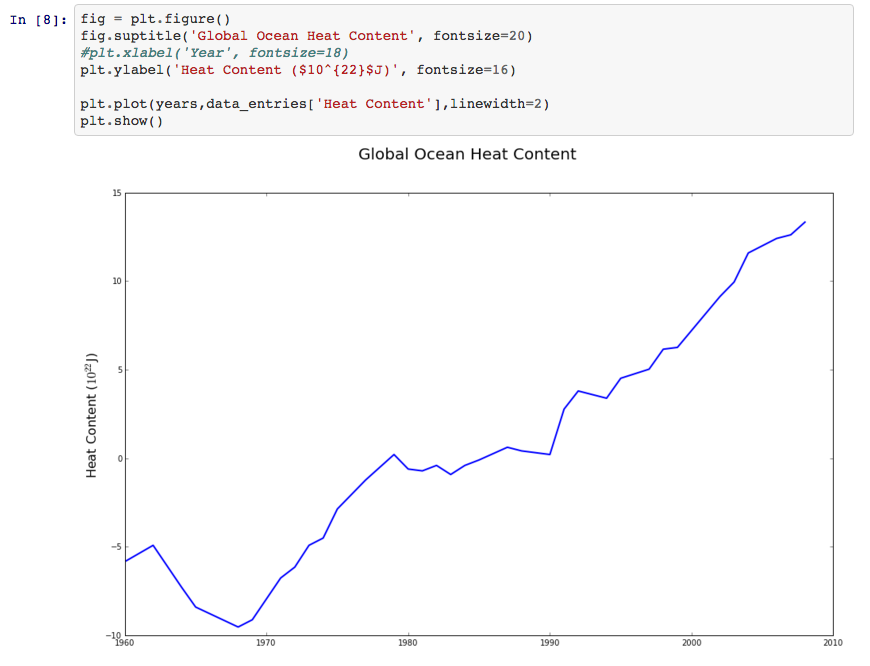 In [8]: fig = plt.figure()
fig.suptitle('Global Ocean Heat Content', fontsize=20)
#plt.xlabel('Year', fontsize=18)
plt.ylabel('Heat Content ($10^{22}$J)', fontsize=16)
plt.plot(years,data_entries['Heat Content'],linewidth=2)
plt.show()
Global Ocean Heat Content
15
10
5
0
−5
−10
Heat Content (10²²J)
1960 1970 1980 1990 2000 2010